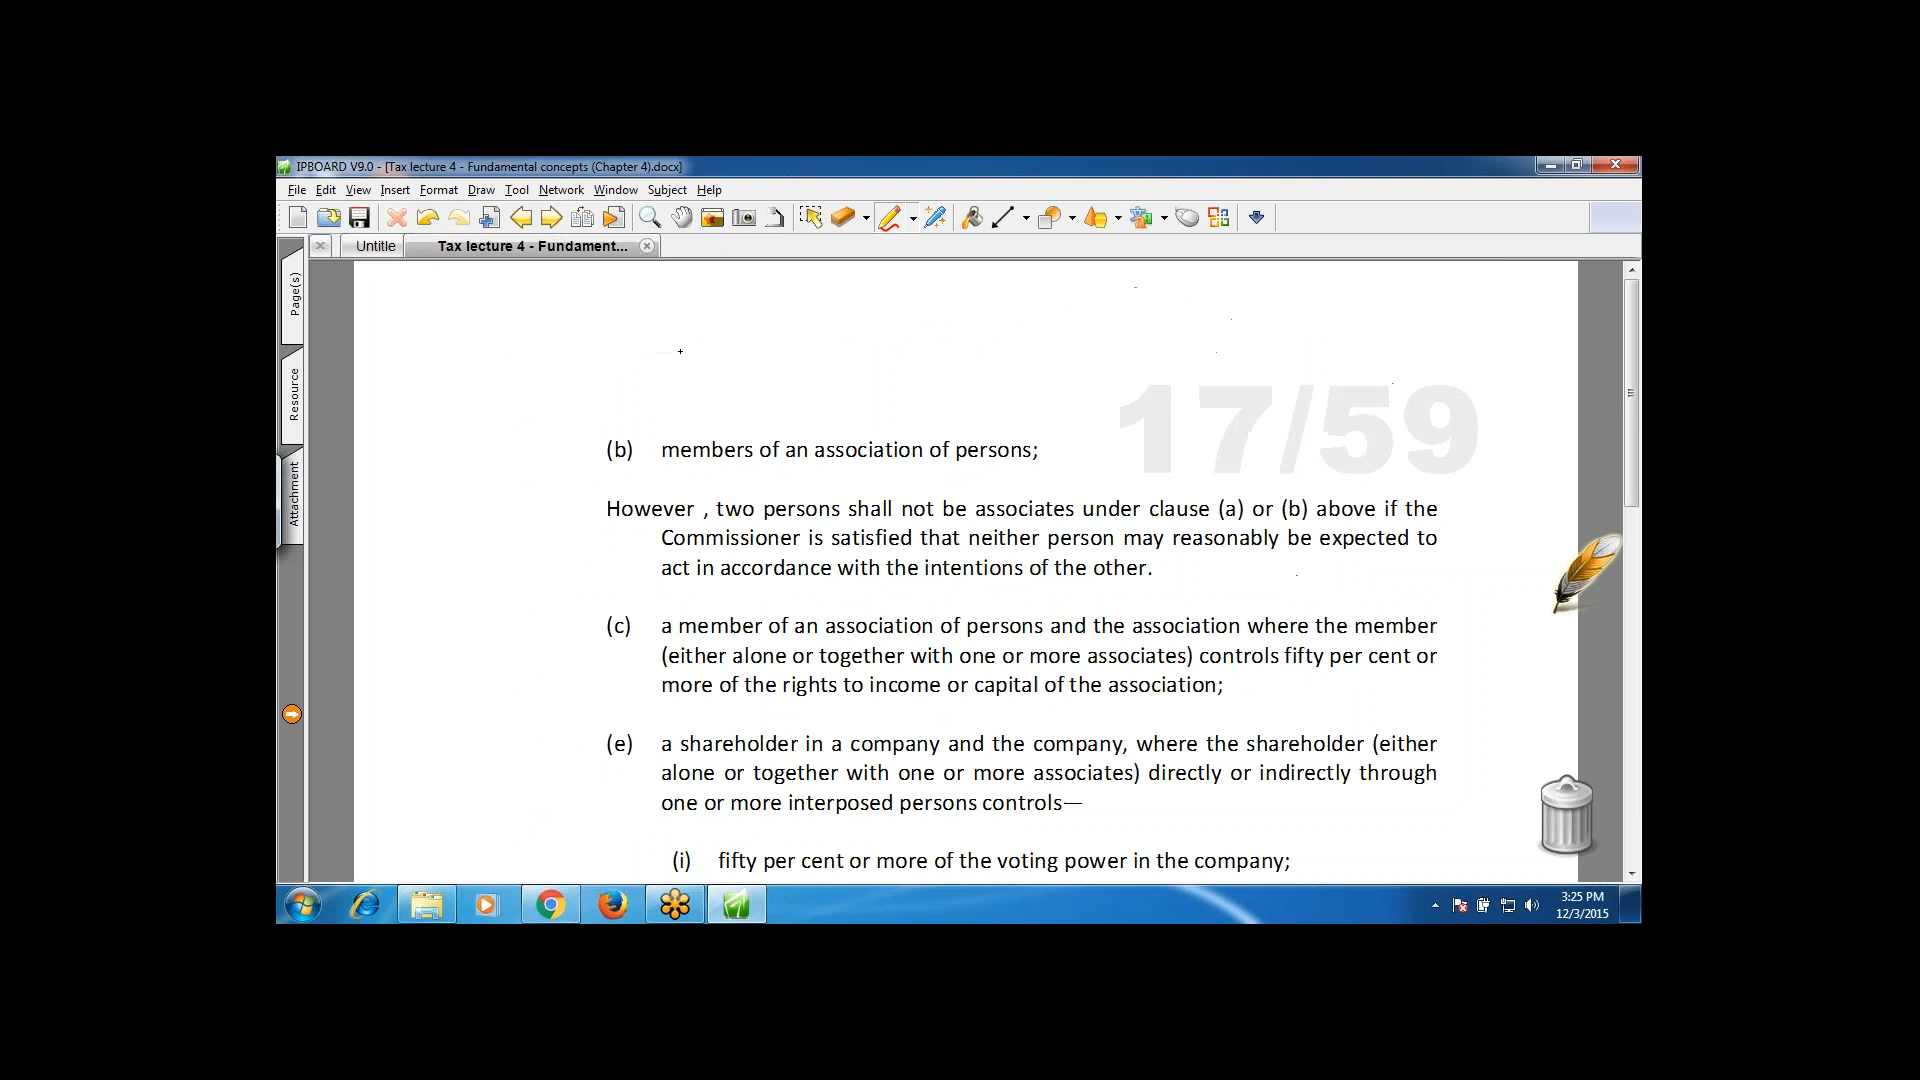 IPBOARD V9.0 - [Tax lecture 4 - Fundamental concepts (Chapter 4).docx]
File Edit View Insert Format Draw Tool Network Window Subject Help
Untitle Tax lecture 4 - Fundament...
Page(s)
Resource
Attachment
17/59
(b) members of an association of persons;
However , two persons shall not be associates under clause (a) or (b) above if the
Commissioner is satisfied that neither person may reasonably be expected to
act in accordance with the intentions of the other.
(c) a member of an association of persons and the association where the member
(either alone or together with one or more associates) controls fifty per cent or
more of the rights to income or capital of the association;
(e) a shareholder in a company and the company, where the shareholder (either
alone or together with one or more associates) directly or indirectly through
one or more interposed persons controls—
(i) fifty per cent or more of the voting power in the company;
3:25 PM
12/3/2015